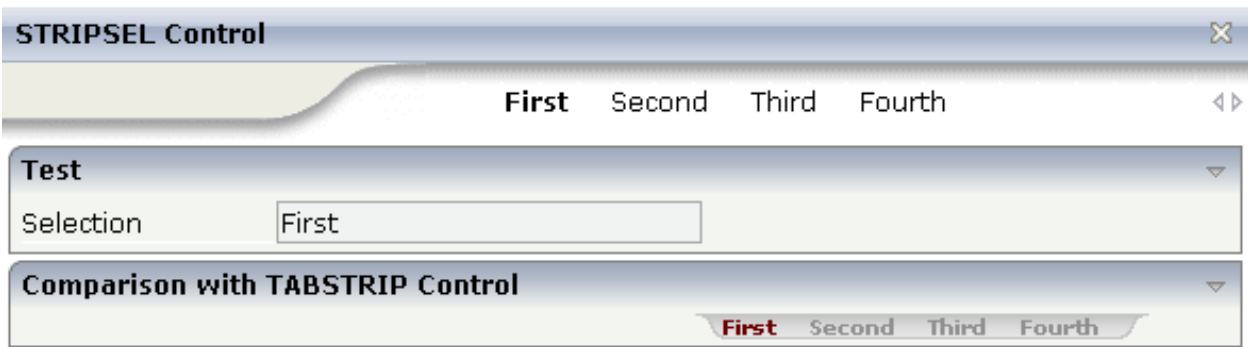 STRIPSEL Control
First Second Third Fourth
Test
Selection First
Comparison with TABSTRIP Control
First Second Third Fourth